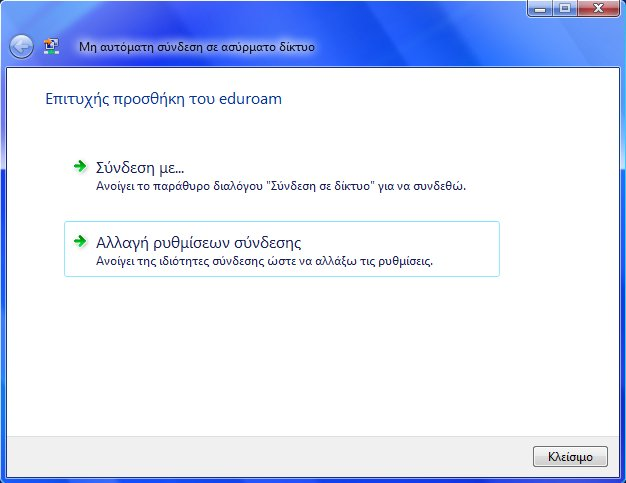 Μη αυτόματη σύνδεση σε ασύρματο δίκτυο
Επιτυχής προσθήκη του eduroam
Σύνδεση με...
Ανοίγει το παράθυρο διαλόγου "Σύνδεση σε δίκτυο" για να συνδεθώ.
Αλλαγή ρυθμίσεων σύνδεσης
Ανοίγει της ιδιότητες σύνδεσης ώστε να αλλάξω τις ρυθμίσεις.
Κλείσιμο